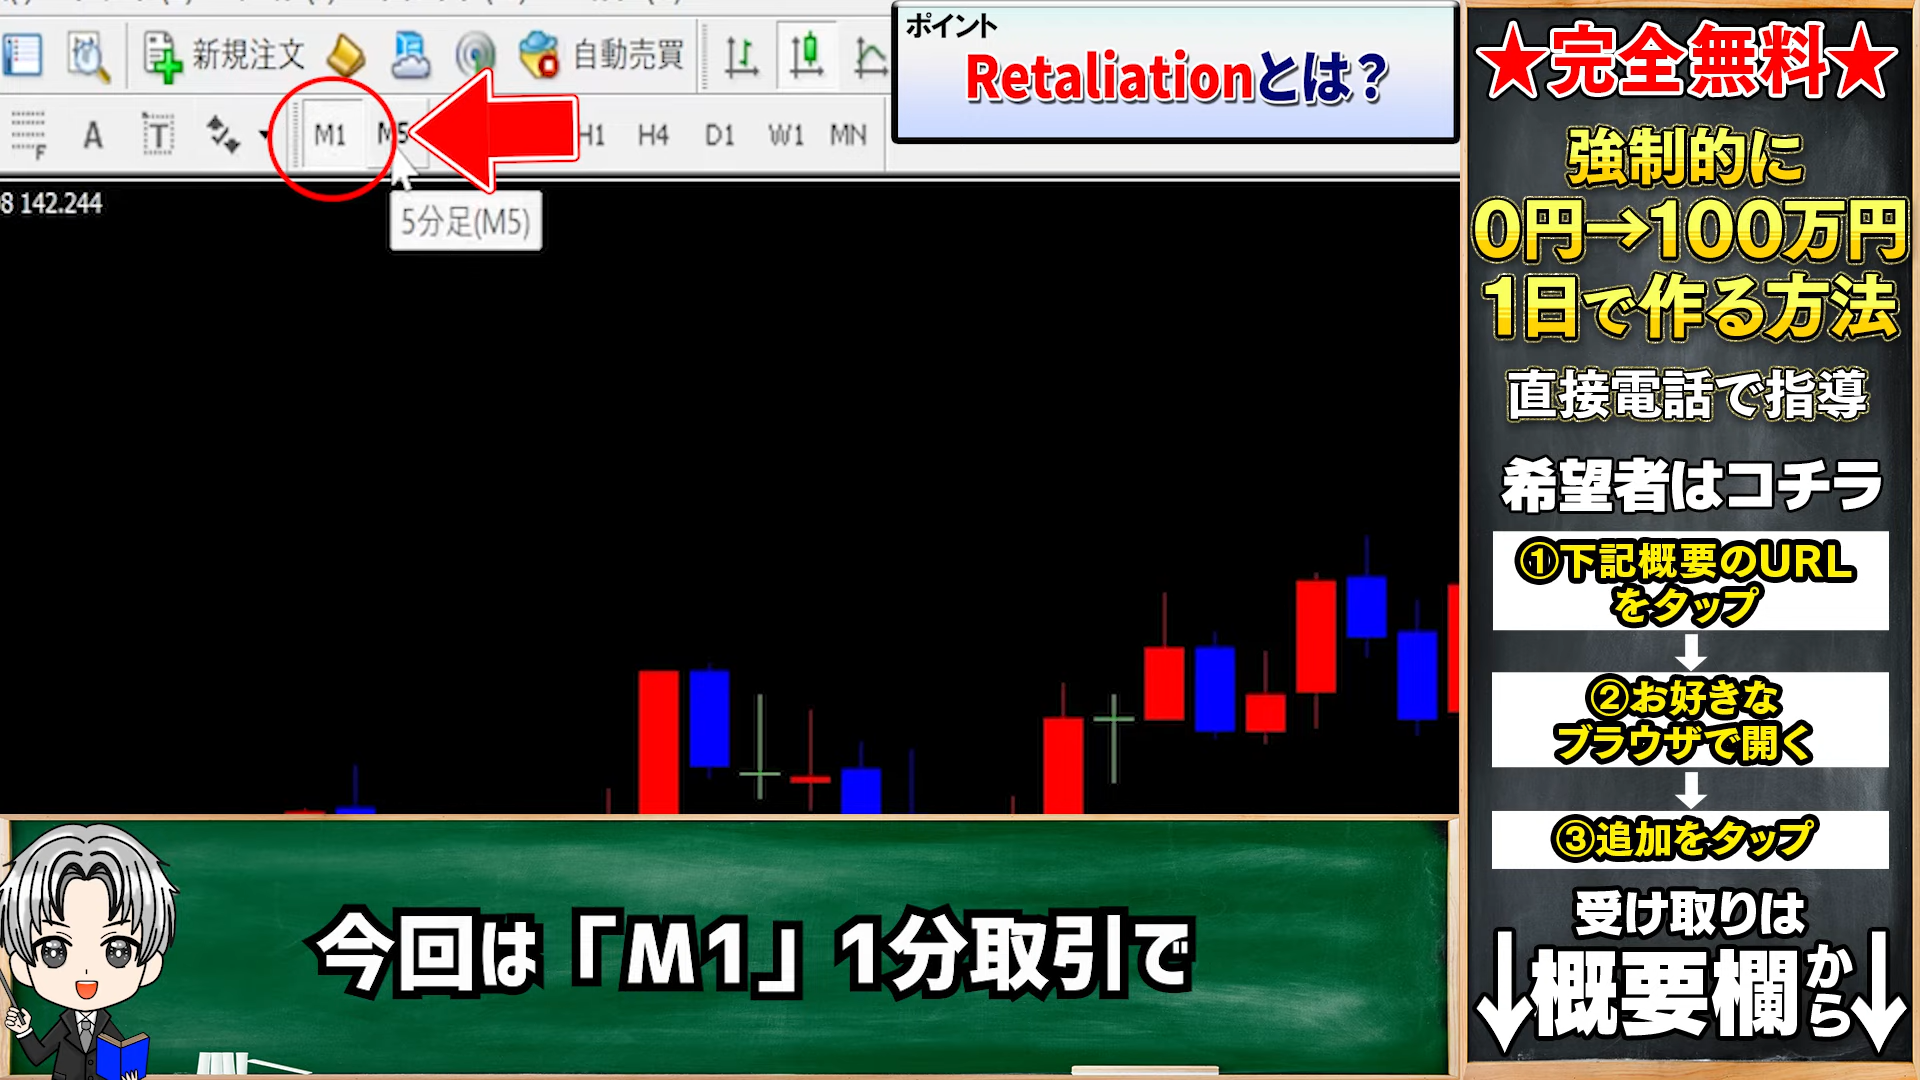 新規注文
自動売買
F
A
T
M1
M5
H1
H4
D1
W1
MN
8 142.244
5分足(M5)
ポイント
Retaliationとは？
今回は「M1」1分取引で
★完全無料★
強制的に
0円→100万円
1日で作る方法
直接電話で指導
希望者はコチラ
①下記概要のURL
をタップ
②お好きな
ブラウザで開く
③追加をタップ
受け取りは
↓概要欄から↓